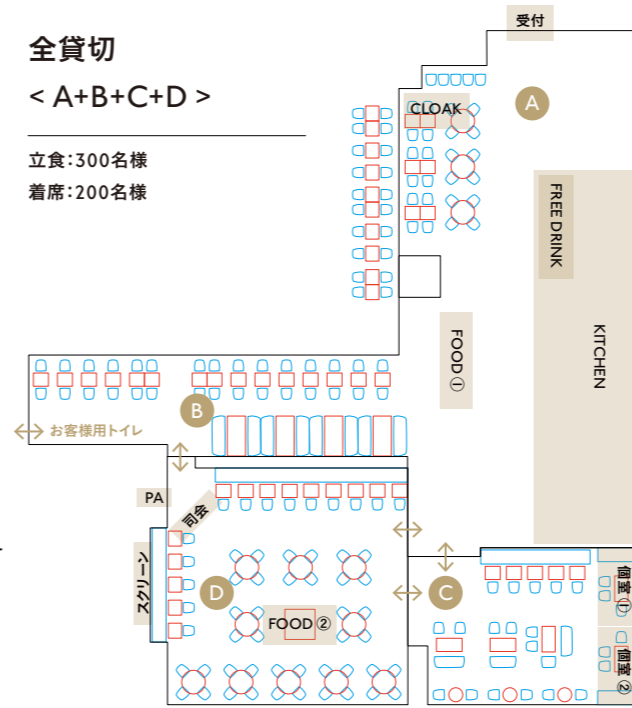 受付
全貸切
< A+B+C+D >
立食:300名様
着席:200名様
CLOAK
A
FREE DRINK
KITCHEN
FOOD ①
B
お客様用トイレ
PA
司会
スクリーン
D
FOOD ②
C
個室①
個室②